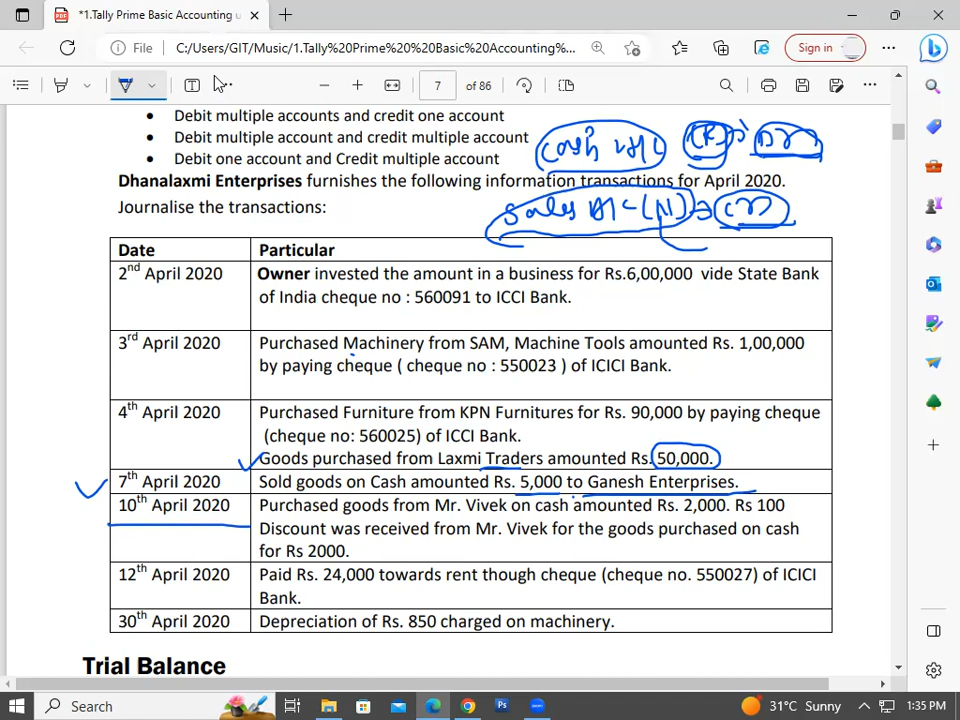 *1.Tally Prime Basic Accounting u
File
C:/Users/GIT/Music/1.Tally%20Prime%20%20Basic%20Accounting%...
Sign in
7 of 86
• Debit multiple accounts and credit one account
• Debit multiple account and credit multiple account
• Debit one account and Credit multiple account
Cash A/c (R) → Dr
Dhanalaxmi Enterprises furnishes the following information transactions for April 2020.
Journalise the transactions:
Sales A/c (N) → Cr
Date Particular
2nd April 2020 Owner invested the amount in a business for Rs.6,00,000 vide State Bank
of India cheque no : 560091 to ICCI Bank.
3rd April 2020 Purchased Machinery from SAM, Machine Tools amounted Rs. 1,00,000
by paying cheque ( cheque no : 550023 ) of ICICI Bank.
4th April 2020 Purchased Furniture from KPN Furnitures for Rs. 90,000 by paying cheque
(cheque no: 560025) of ICCI Bank.
Goods purchased from Laxmi Traders amounted Rs. 50,000.
7th April 2020 Sold goods on Cash amounted Rs. 5,000 to Ganesh Enterprises.
10th April 2020 Purchased goods from Mr. Vivek on cash amounted Rs. 2,000. Rs 100
Discount was received from Mr. Vivek for the goods purchased on cash
for Rs 2000.
12th April 2020 Paid Rs. 24,000 towards rent though cheque (cheque no. 550027) of ICICI
Bank.
30th April 2020 Depreciation of Rs. 850 charged on machinery.
Trial Balance
Search
31°C Sunny
1:35 PM